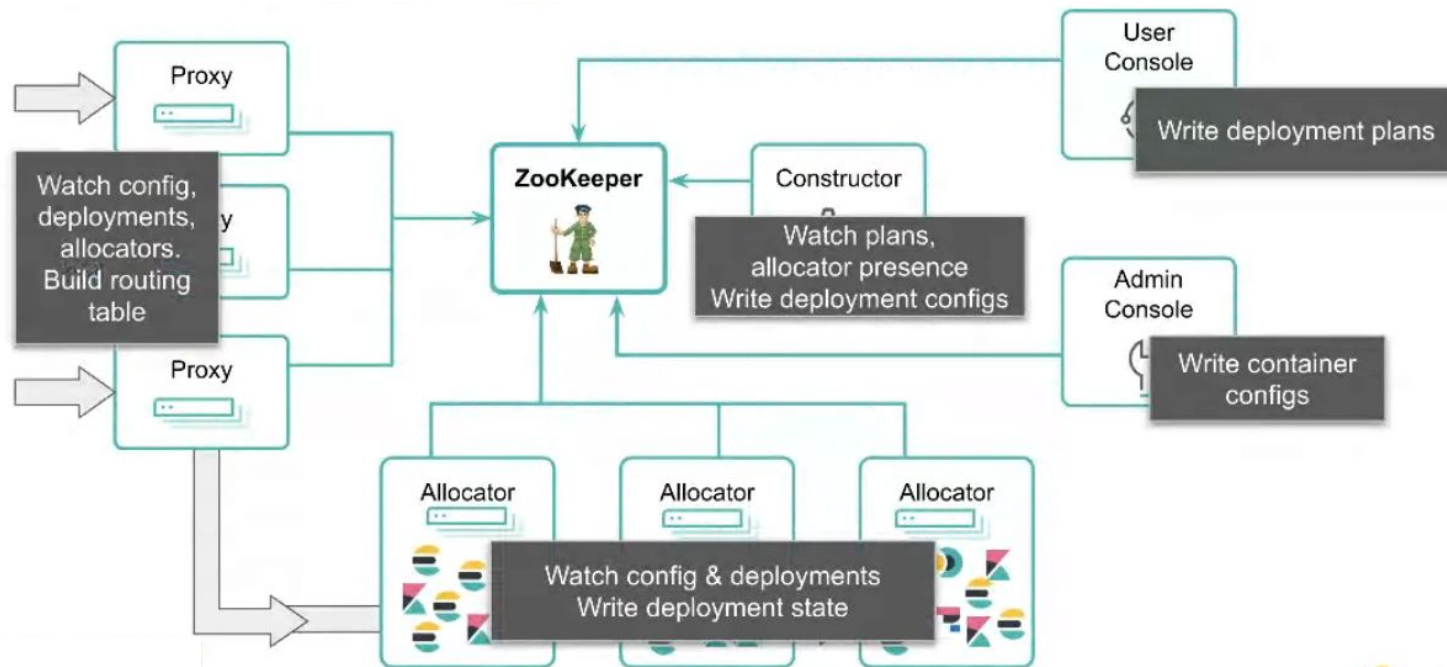 Proxy
Watch config,
deployments,
allocators.
Build routing
table
y
Proxy
ZooKeeper
Constructor
Watch plans,
allocator presence
Write deployment configs
User
Console
Write deployment plans
Admin
Console
Write container
configs
Allocator
Allocator
Allocator
Watch config & deployments
Write deployment state